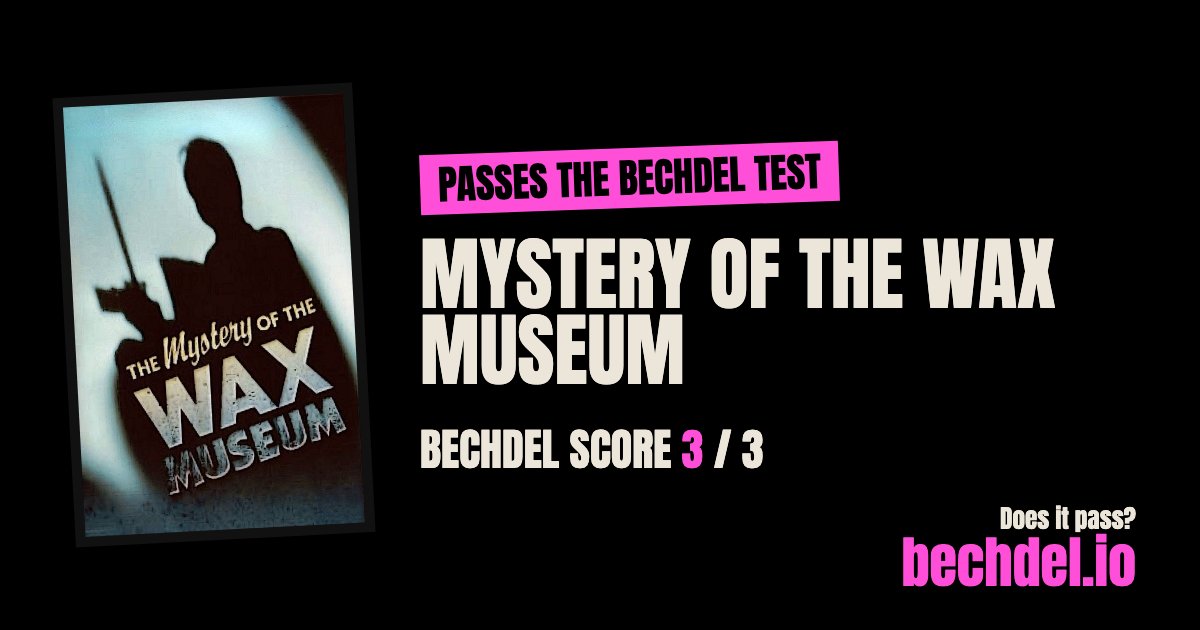 PASSES THE BECHDEL TEST
MYSTERY OF THE WAX
MUSEUM
BECHDEL SCORE 3 / 3
THE Mystery OF THE
WAX
MUSEUM
Does it pass?
bechdel.io